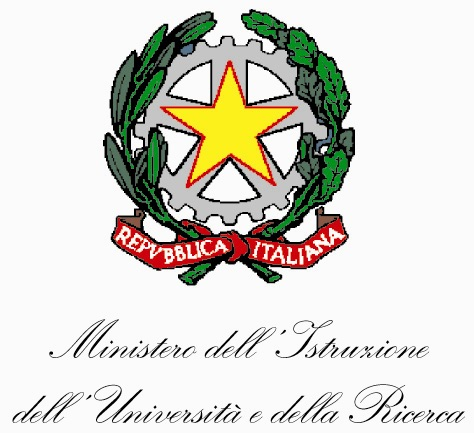 REPVBBLICA ITALIANA
Ministero dell'Istruzione
dell'Università e della Ricerca